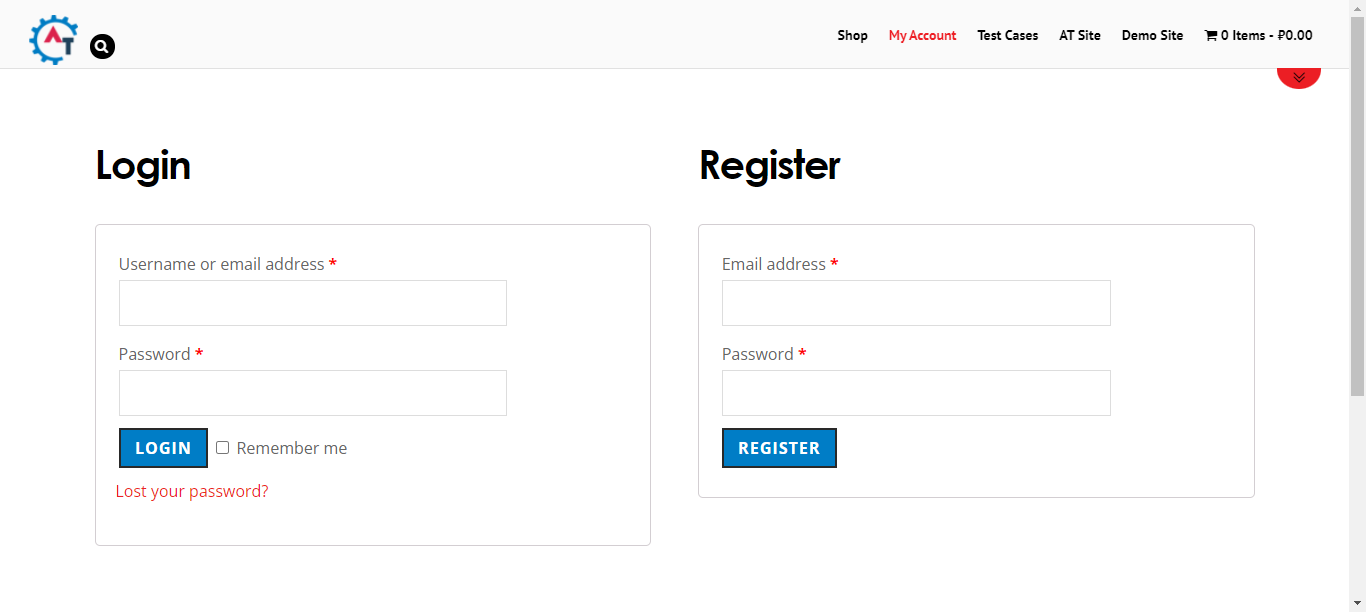 AT
Shop My Account Test Cases AT Site Demo Site 0 Items - ₽0.00
Login
Username or email address *
Password *
LOGIN Remember me
Lost your password?
Register
Email address *
Password *
REGISTER